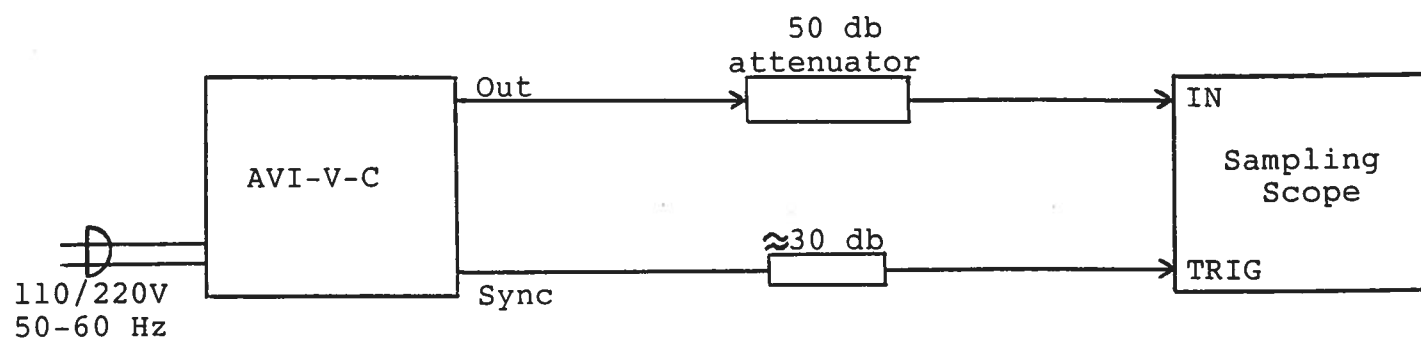 50 db
attenuator
Out
IN
AVI-V-C
Sampling
Scope
≈30 db
TRIG
Sync
110/220V
50-60 Hz